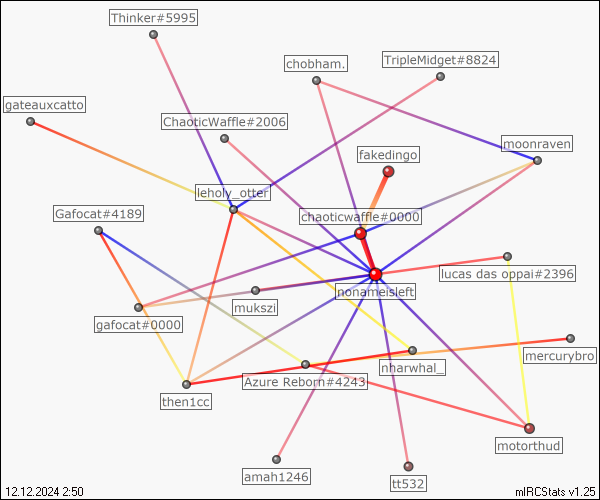 Thinker#5995
chobham.
TripleMidget#8824
gateauxcatto
ChaoticWaffle#2006
moonraven
fakedingo
leholy_otter
Gafocat#4189
chaoticwaffle#0000
lucas das oppai#2396
nonameisleft
mukszi
gafocat#0000
mercurybro
nharwhal_
Azure Reborn#4243
then1cc
motorthud
amah1246
tt532
12.12.2024 2:50
mIRCStats v1.25